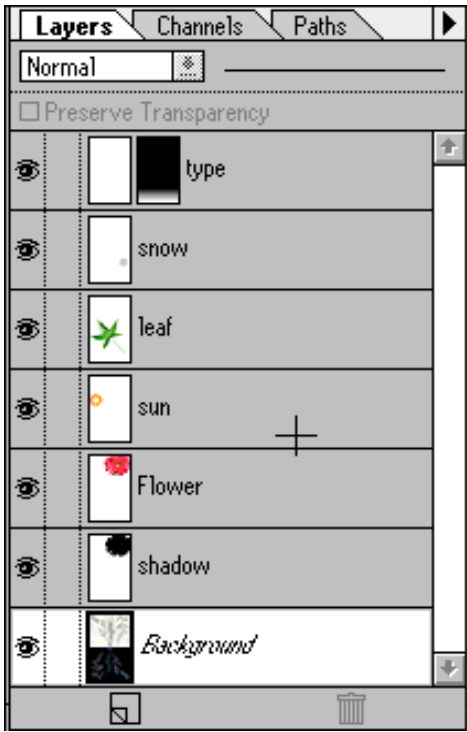 Layers Channels Paths
Normal
Preserve Transparency
type
snow
leaf
sun
Flower
shadow
Background